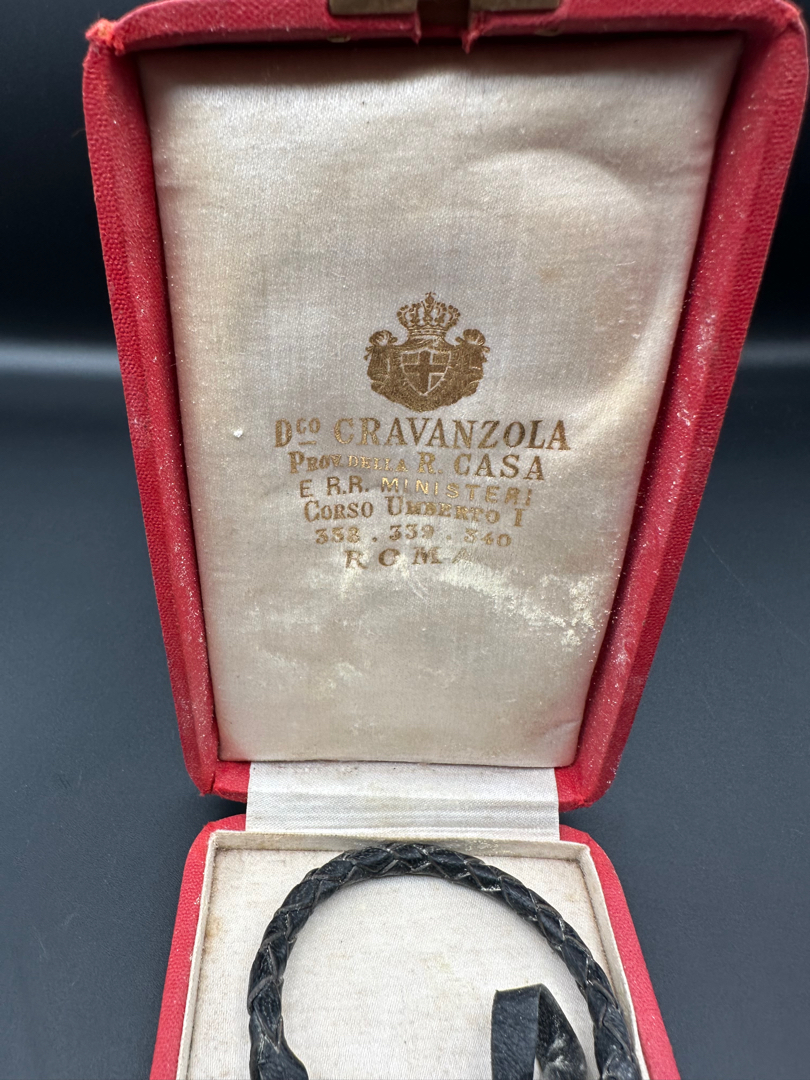 Dco CRAVANZOLA
PROV. DELLA R. CASA
E R.R. MINISTERI
CORSO UMBERTO I
338 . 339 . 340
ROMA